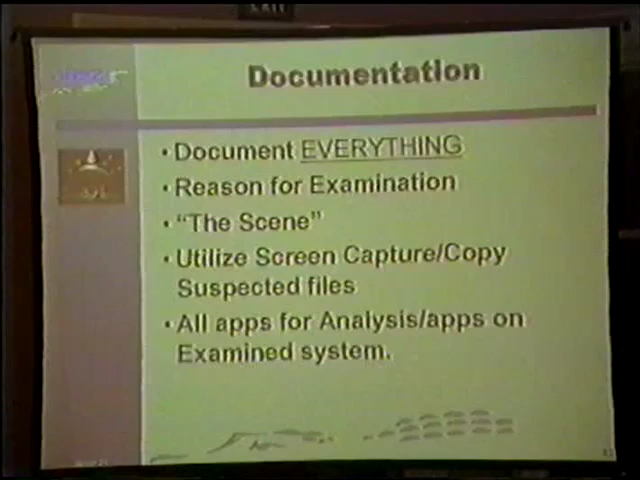 EXIT
Documentation
• Document EVERYTHING
• Reason for Examination
• “The Scene”
• Utilize Screen Capture/Copy
Suspected files
• All apps for Analysis/apps on
Examined system.